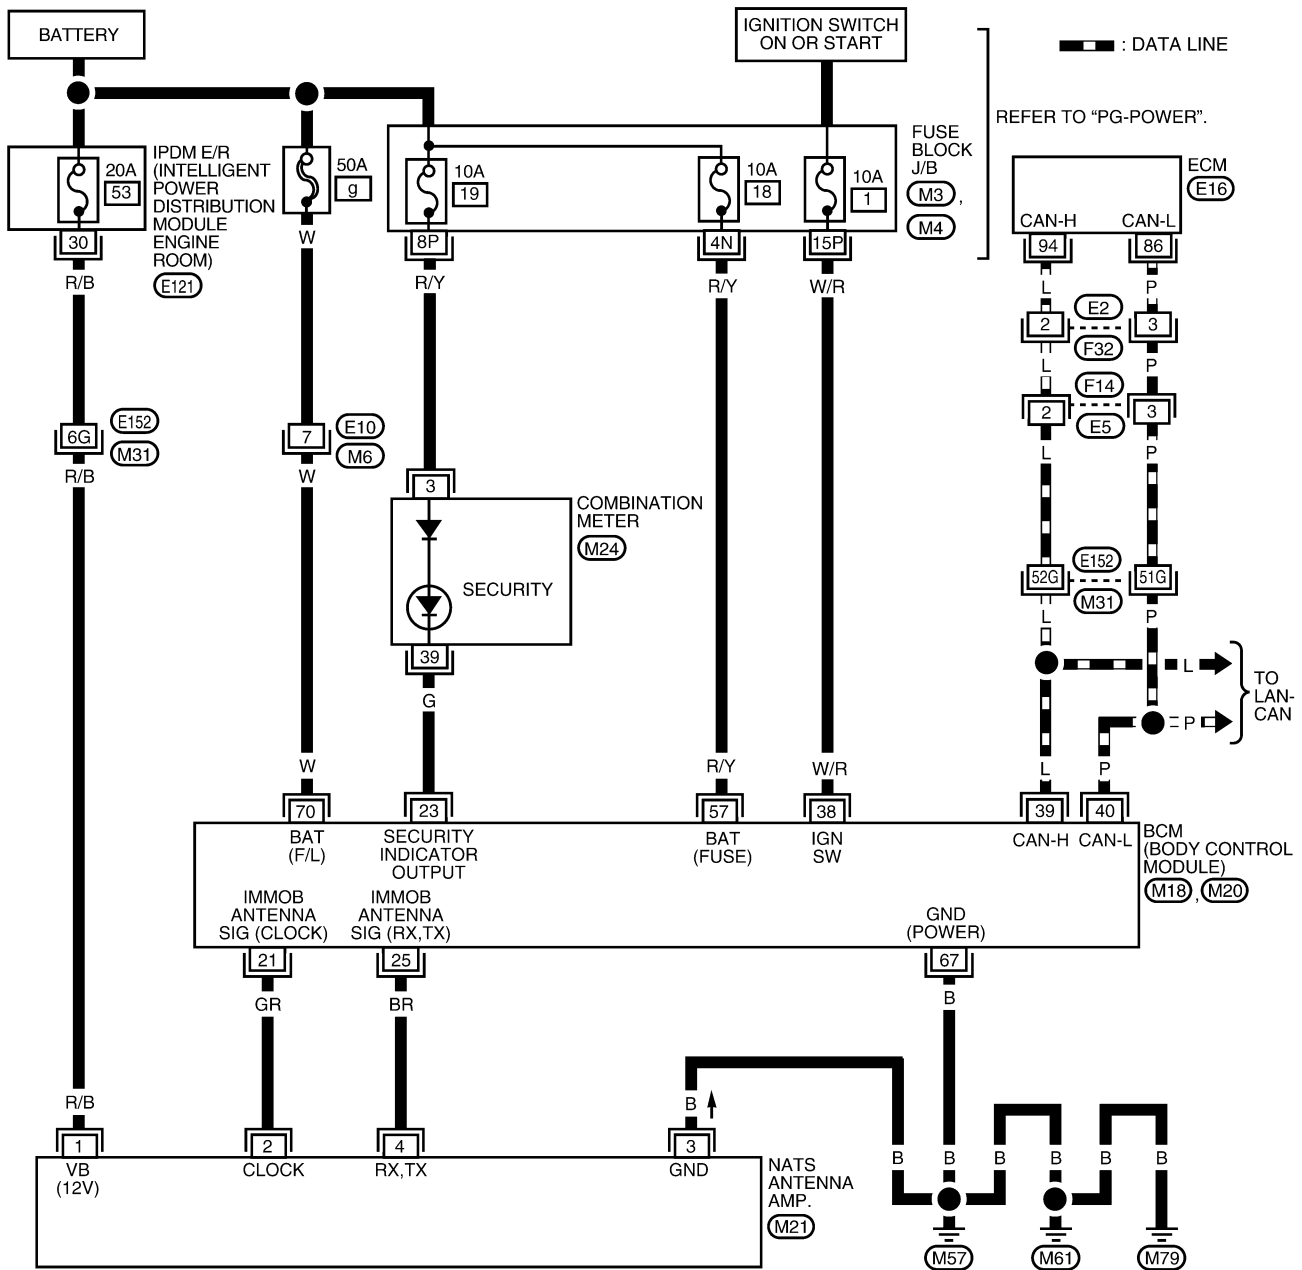 BATTERY
IGNITION SWITCH
ON OR START
: DATA LINE
REFER TO “PG-POWER”.
20A
53
IPDM E/R
(INTELLIGENT
POWER
DISTRIBUTION
MODULE
ENGINE
ROOM)
E121
50A
g
10A
19
10A
18
10A
1
FUSE
BLOCK
J/B
M3 ,
M4
ECM
E16
CAN-H
CAN-L
30
W
8P
4N
15P
94
86
R/B
R/Y
R/Y
W/R
L
P
2
E2
3
F32
L
P
F14
2
3
E5
6G
E152
M31
7
E10
M6
R/B
W
L
P
3
COMBINATION
METER
M24
SECURITY
39
52G
E152
51G
M31
L
P
L
TO
LAN-
CAN
P
G
W
R/Y
W/R
L
P
70
23
57
38
39
40
BAT
(F/L)
SECURITY
INDICATOR
OUTPUT
BAT
(FUSE)
IGN
SW
CAN-H
CAN-L
BCM
(BODY CONTROL
MODULE)
M18 , M20
IMMOB
ANTENNA
SIG (CLOCK)
IMMOB
ANTENNA
SIG (RX,TX)
GND
(POWER)
21
25
67
GR
BR
B
R/B
B
1
2
4
3
B
B
B
B
B
B
VB
(12V)
CLOCK
RX,TX
GND
NATS
ANTENNA
AMP.
M21
M57
M61
M79